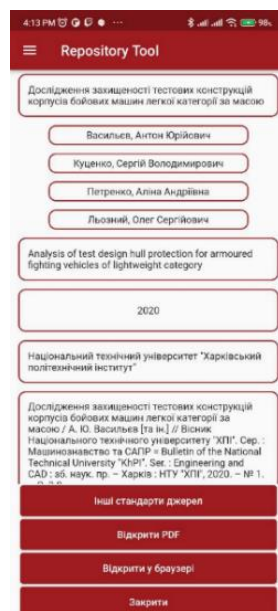 4:13 PM
98%
Repository Tool
Дослідження захищеності тестових конструкцій
корпусів бойових машин легкої категорії за масою
Васильєв, Антон Юрійович
Куценко, Сергій Володимирович
Петренко, Аліна Андріївна
Льозний, Олег Сергійович
Analysis of test design hull protection for armoured
fighting vehicles of lightweight category
2020
Національний технічний університет "Харківський
політехнічний інститут"
Дослідження захищеності тестових конструкцій
корпусів бойових машин легкої категорії за
масою / А. Ю. Васильєв [та ін.] // Вісник
Національного технічного університету "ХПІ". Сер. :
Машинознавство та САПР = Bulletin of the National
Technical University "KhPI". Ser. : Engineering and
CAD : зб. наук. пр. – Харків : НТУ "ХПІ", 2020. – № 1.
Інші стандарти джерел
Відкрити PDF
Відкрити у браузері
Закрити